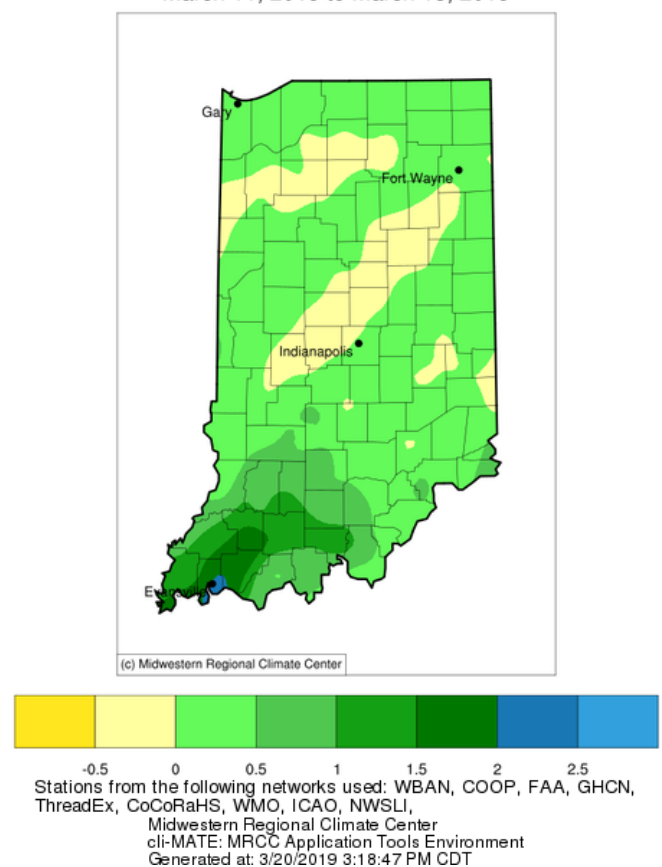 Gary
Fort Wayne
Indianapolis
Evansville
(c) Midwestern Regional Climate Center
-0.5 0 0.5 1 1.5 2 2.5
Stations from the following networks used: WBAN, COOP, FAA, GHCN,
ThreadEx, CoCoRaHS, WMO, ICAO, NWSLI,
Midwestern Regional Climate Center
cli-MATE: MRCC Application Tools Environment
Generated at: 3/20/2019 3:18:47 PM CDT